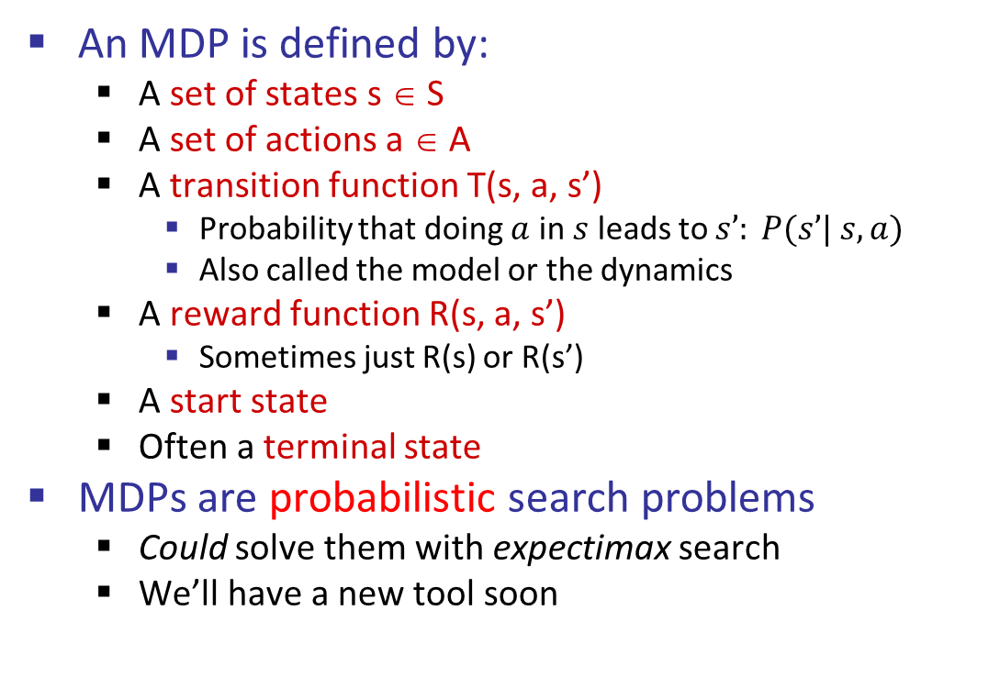 ▪ An MDP is defined by:
▪ A set of states s ∈ S
▪ A set of actions a ∈ A
▪ A transition function T(s, a, s’)
▪ Probability that doing 𝑎 in 𝑠 leads to 𝑠’: 𝑃(𝑠’| 𝑠, 𝑎)
▪ Also called the model or the dynamics
▪ A reward function R(s, a, s’)
▪ Sometimes just R(s) or R(s’)
▪ A start state
▪ Often a terminal state
▪ MDPs are probabilistic search problems
▪ Could solve them with expectimax search
▪ We’ll have a new tool soon